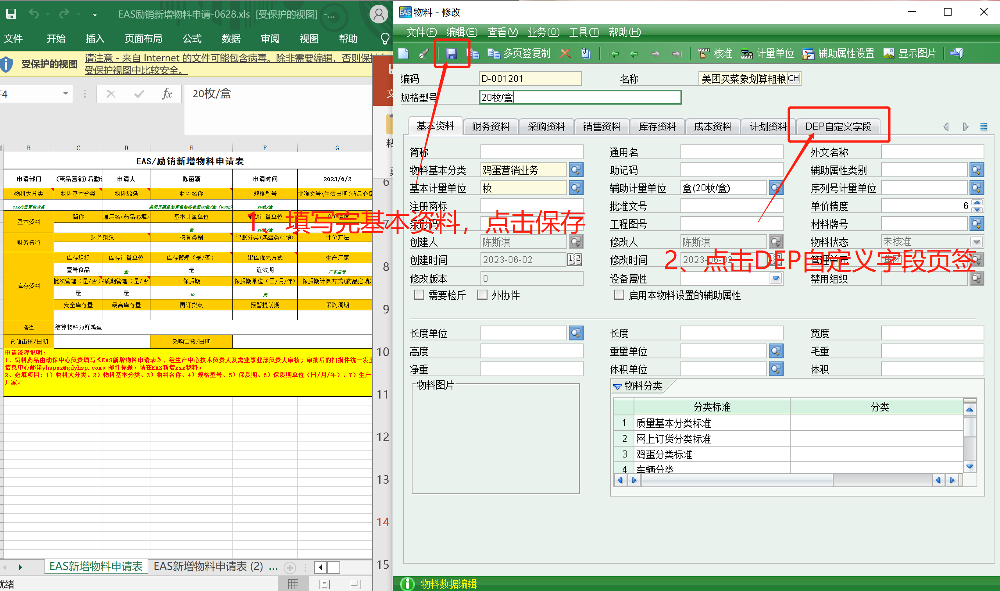 EAS励销新增物料申请-0628.xls [受保护的视图] -...
文件 开始 插入 页面布局 公式 数据 审阅 视图 帮助
受保护的视图
请注意 - 来自 Internet 的文件可能包含病毒。除非需要编辑，否则保持在
受保护视图中比较安全。
F4
fx
20枚/盒
B C D E F G
EAS/励销新增物料申请表
申请部门 (蛋品营销)后勤 申请人 陈丽颖 申请时间 2023/6/2
物料大分类 物料基本分类 物料编码 物料名称 规格型号 批准文号\生效日期(药品必填
Y12鸡蛋营销业务 美团买菜象划算粗粮谷物蛋20枚/盒 (930g) 20枚/盒
基本资料
简称 通用名(药品必填) 基本计量单位 辅助计量单位 单价精度
枚 20枚/盒
财务资料
财务组织 核算类别 记账分类(鸡蛋类必填) 计价方法
库存资料
库存组织 库存计量单位 库存管理（是/否） 出库优先方式 生产厂家
壹号食品 盒 是 近效期 广东壹号
批次管理（是/否） 保质期管理（是/否 保质期 保质期单位（日/月/年） 保质期计算方式(药品必填)
是 是 30 天
安全库存量 最高库存量 再订货点 预警提前期 采购周期
备注 结算物料为鲜鸡蛋
仓储审核/日期 采购审核/日期
申请流程说明：
1、饲料药品由动保中心负责填写《EAS新增物料申请表》，经生产中心技术负责人及禽业事业部负责人审核；审批后的扫描件统一发至
信息中心邮箱yhspxx@gdyhsp.com；邮件标题：请在EAS新增xxx物料；
2、必填项目：1）物料大分类、2）物料基本分类、3）物料名称、4）规格型号、5）保质期、6）保质期单位（日/月/年）、7）生产
厂家。
EAS新增物料申请表 EAS新增物料申请表 (2) ...
就绪
6
7
8
9
10
11
12
13
14
15
EAS 物料 - 修改
文件(F) 编辑(E) 查看(V) 业务(O) 工具(T) 帮助(H)
多页签复制 核准 计量单位 辅助属性设置 显示图片
编码 D-001201 名称 美团买菜象划算粗粮 CH
规格型号 20枚/盒
基本资料 财务资料 采购资料 销售资料 库存资料 成本资料 计划资料 DEP自定义字段
简称 通用名 外文名称
物料基本分类 鸡蛋营销业务 助记码 辅助属性类别
基本计量单位 枚 辅助计量单位 盒(20枚/盒) 序列号计量单位
注册商标 批准文号 单价精度 6
条形码 工程图号 材料牌号
1、填写完基本资料，点击保存
创建人 陈斯淇 修改人 陈斯淇 物料状态 未核准
创建时间 2023-06-02 修改时间 2023-06-02 管理单元 集团
2、点击DEP自定义字段页签
修改版本 0 设备属性 禁用组织
需要检斤 外协件 启用本物料设置的辅助属性
长度单位 长度 宽度
高度 重量单位 毛重
净重 体积单位 体积
物料图片 物料分类
分类标准 分类
1 质量基本分类标准
2 网上订货分类标准
3 鸡蛋分类标准
4 车辆分类
物料数据编辑